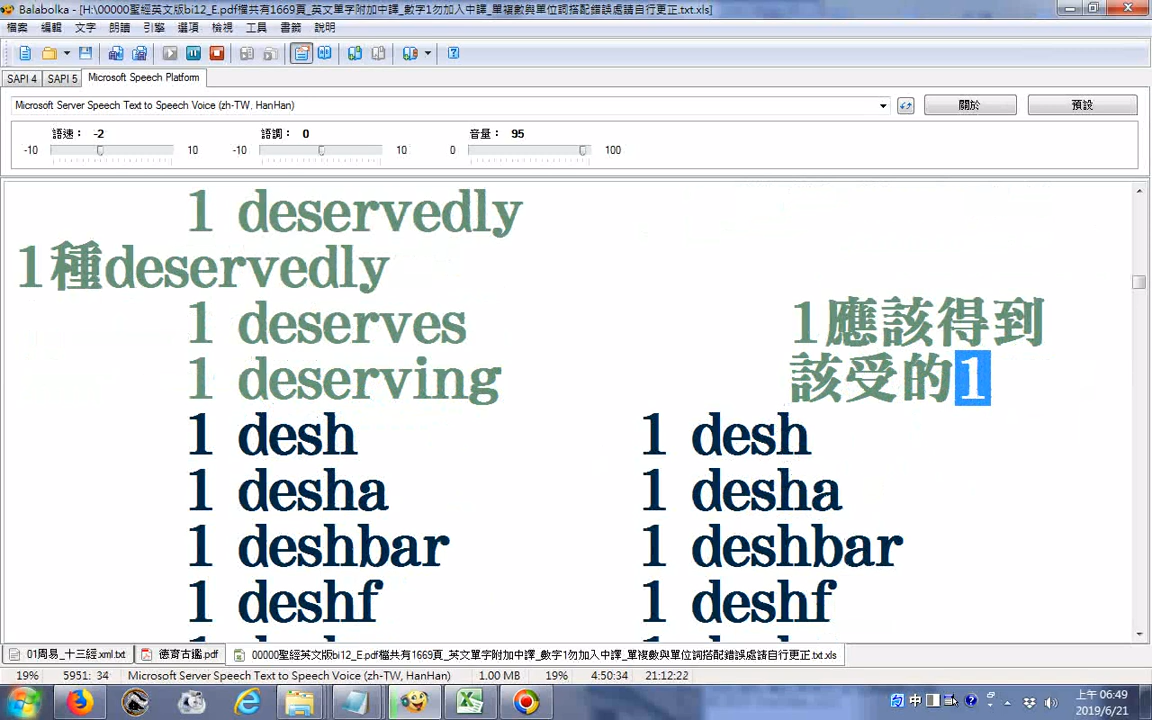 Balabolka - [H:\00000聖經英文版bi12_E.pdf檔共有1669頁_英文單字附加中譯_數字1勿加入中譯_單複數與單位詞搭配錯誤處請自行更正.txt.xls]
檔案 編輯 文字 朗讀 引擎 選項 檢視 工具 書籤 說明
SAPI 4 SAPI 5 Microsoft Speech Platform
Microsoft Server Speech Text to Speech Voice (zh-TW, HanHan) 關於 預設
語速： -2 語調： 0 音量： 95
-10 10 -10 10 0 100
1 deservedly
1種deservedly
1 deserves 1應該得到
1 deserving 該受的1
1 desh 1 desh
1 desha 1 desha
1 deshbar 1 deshbar
1 deshf 1 deshf
01周易_十三經.xml.txt 德育古鑑.pdf 00000聖經英文版bi12_E.pdf檔共有1669頁_英文單字附加中譯_數字1勿加入中譯_單複數與單位詞搭配錯誤處請自行更正.txt.xls
19% 5951: 34 Microsoft Server Speech Text to Speech Voice (zh-TW, HanHan) 1.00 MB 19% 4:50:34 21:12:22
中 上午 06:49
2019/6/21